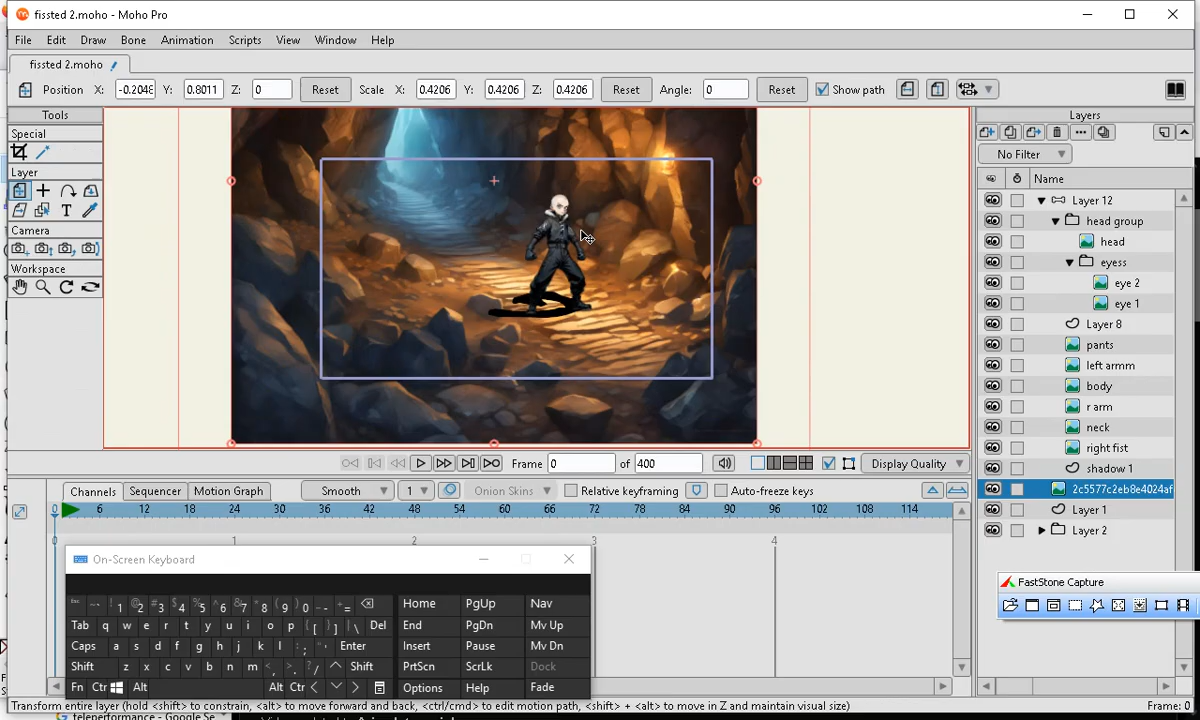 fissted 2.moho - Moho Pro
File Edit Draw Bone Animation Scripts View Window Help
fissted 2.moho
Position X: -0.2048 Y: 0.8011 Z: 0 Reset Scale X: 0.4206 Y: 0.4206 Z: 0.4206 Reset Angle: 0 Reset Show path
Tools
Special
Layer
T
Camera
Workspace
Layers
No Filter
Name
Layer 12
head group
head
eyess
eye 2
eye 1
Layer 8
pants
left armm
body
r arm
neck
right fist
shadow 1
2c5577c2eb8e4024af
Layer 1
Layer 2
Frame 0 of 400 Display Quality
Channels Sequencer Motion Graph Smooth 1 Onion Skins Relative keyframing Auto-freeze keys
0 6 12 18 24 30 36 42 48 54 60 66 72 78 84 90 96 102 108 114
0 1 2 3 4
On-Screen Keyboard
Esc ~` !1 @2 #3 $4 %5 ^6 &7 *8 (9 )0 _- += Home PgUp Nav
Tab q w e r t y u i o p {[ }] |\ Del End PgDn Mv Up
Caps a s d f g h j k l :; "' Enter Insert Pause Mv Dn
Shift z x c v b n m <, >. ?/ Shift PrtScn ScrLk Dock
Fn Ctrl Alt Alt Ctrl Options Help Fade
FastStone Capture
Transform entire layer (hold <shift> to constrain, <alt> to move forward and back, <ctrl/cmd> to edit motion path, <shift> + <alt> to move in Z and maintain visual size) Frame: 0
teleperformance - Google Se